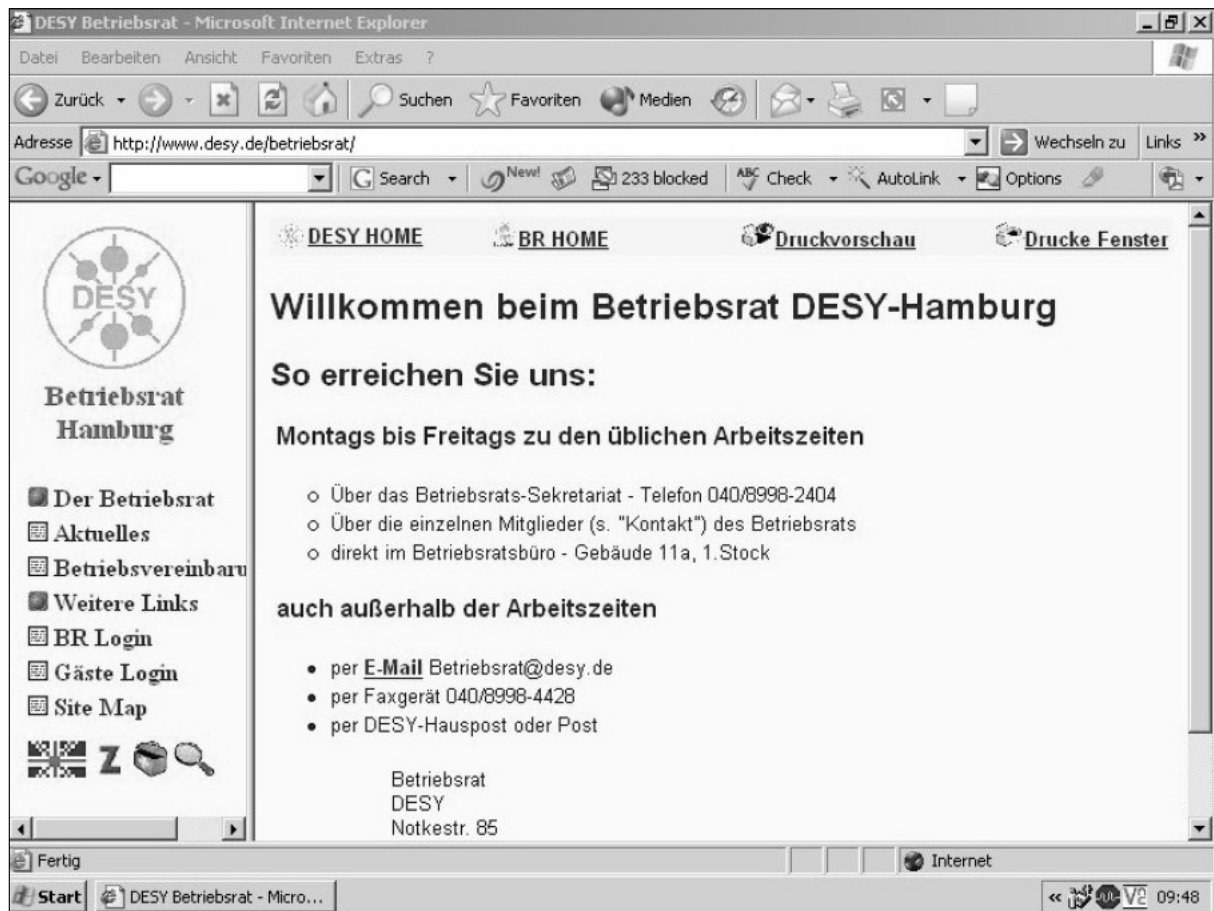 DESY Betriebsrat - Microsoft Internet Explorer
Datei Bearbeiten Ansicht Favoriten Extras ?
Zurück Suchen Favoriten Medien
Adresse http://www.desy.de/betriebsrat/ Wechseln zu Links »
Google Search New! 233 blocked ABC Check AutoLink Options
DESY
Betriebsrat
Hamburg
Der Betriebsrat
Aktuelles
Betriebsvereinbaru
Weitere Links
BR Login
Gäste Login
Site Map
Z
DESY HOME BR HOME Druckvorschau Drucke Fenster
Willkommen beim Betriebsrat DESY-Hamburg
So erreichen Sie uns:
Montags bis Freitags zu den üblichen Arbeitszeiten
Über das Betriebsrats-Sekretariat - Telefon 040/8998-2404
Über die einzelnen Mitglieder (s. "Kontakt") des Betriebsrats
direkt im Betriebsratsbüro - Gebäude 11a, 1.Stock
auch außerhalb der Arbeitszeiten
per E-Mail Betriebsrat@desy.de
per Faxgerät 040/8998-4428
per DESY-Hauspost oder Post
Betriebsrat
DESY
Notkestr. 85
Fertig Internet
Start DESY Betriebsrat - Micro... « 09:48